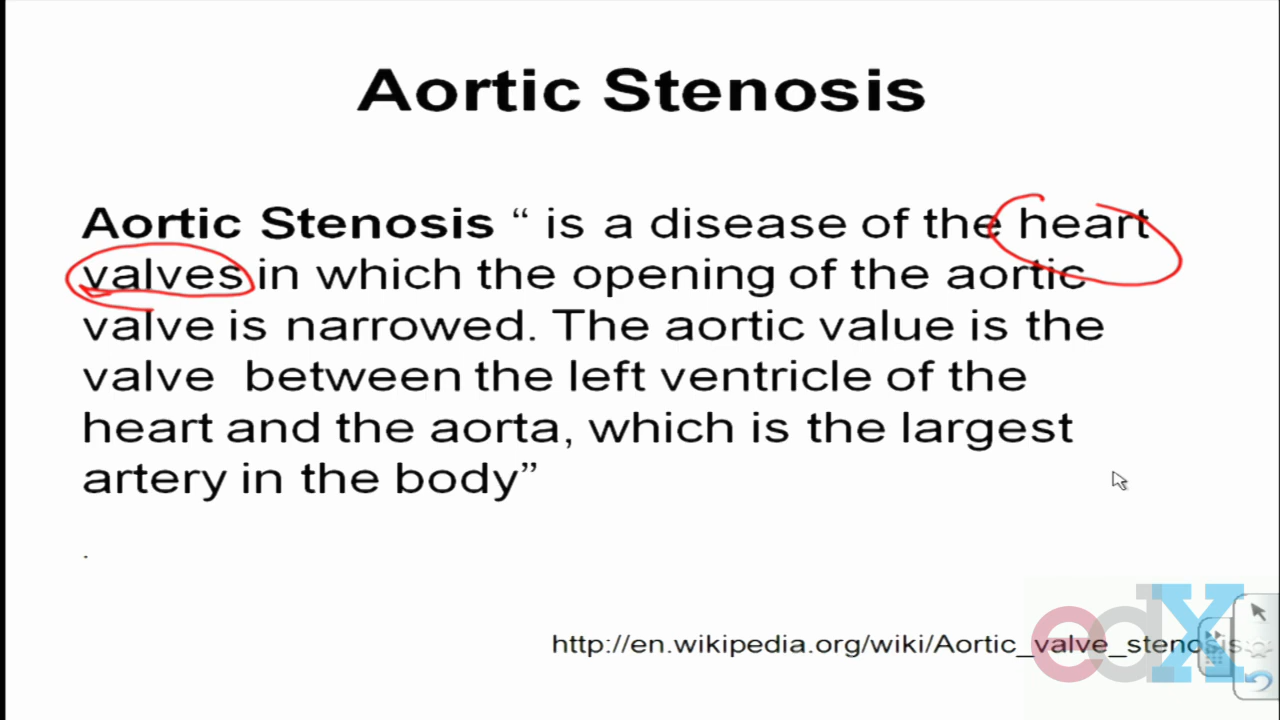 Aortic Stenosis
Aortic Stenosis “ is a disease of the heart
valves in which the opening of the aortic
valve is narrowed. The aortic value is the
valve between the left ventricle of the
heart and the aorta, which is the largest
artery in the body”
.
http://en.wikipedia.org/wiki/Aortic_valve_stenosis
edX